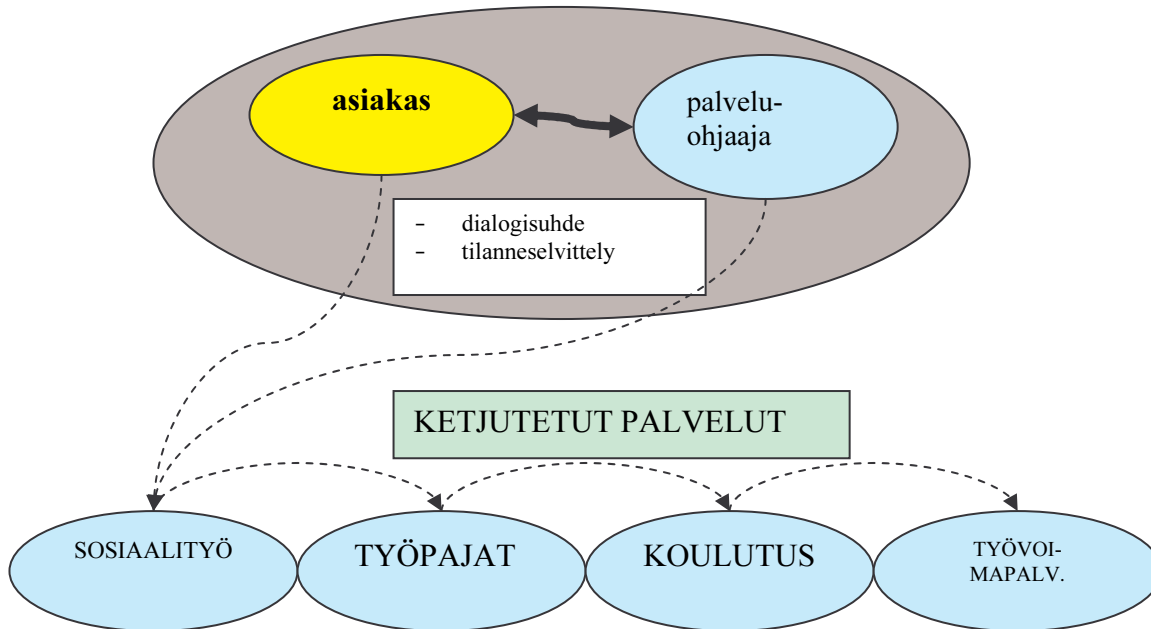 asiakas
palvelu-
ohjaaja
- dialogisuhde
- tilanneselvittely
KETJUTETUT PALVELUT
SOSIAALITYÖ
TYÖPAJAT
KOULUTUS
TYÖVOI-
MAPALV.